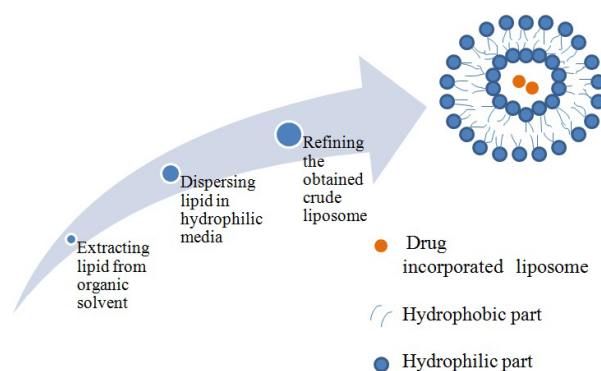 Extracting
lipid from
organic
solvent
Dispersing
lipid in
hydrophilic
media
Refining
the
obtained
crude
liposome
Drug
incorporated liposome
Hydrophobic part
Hydrophilic part